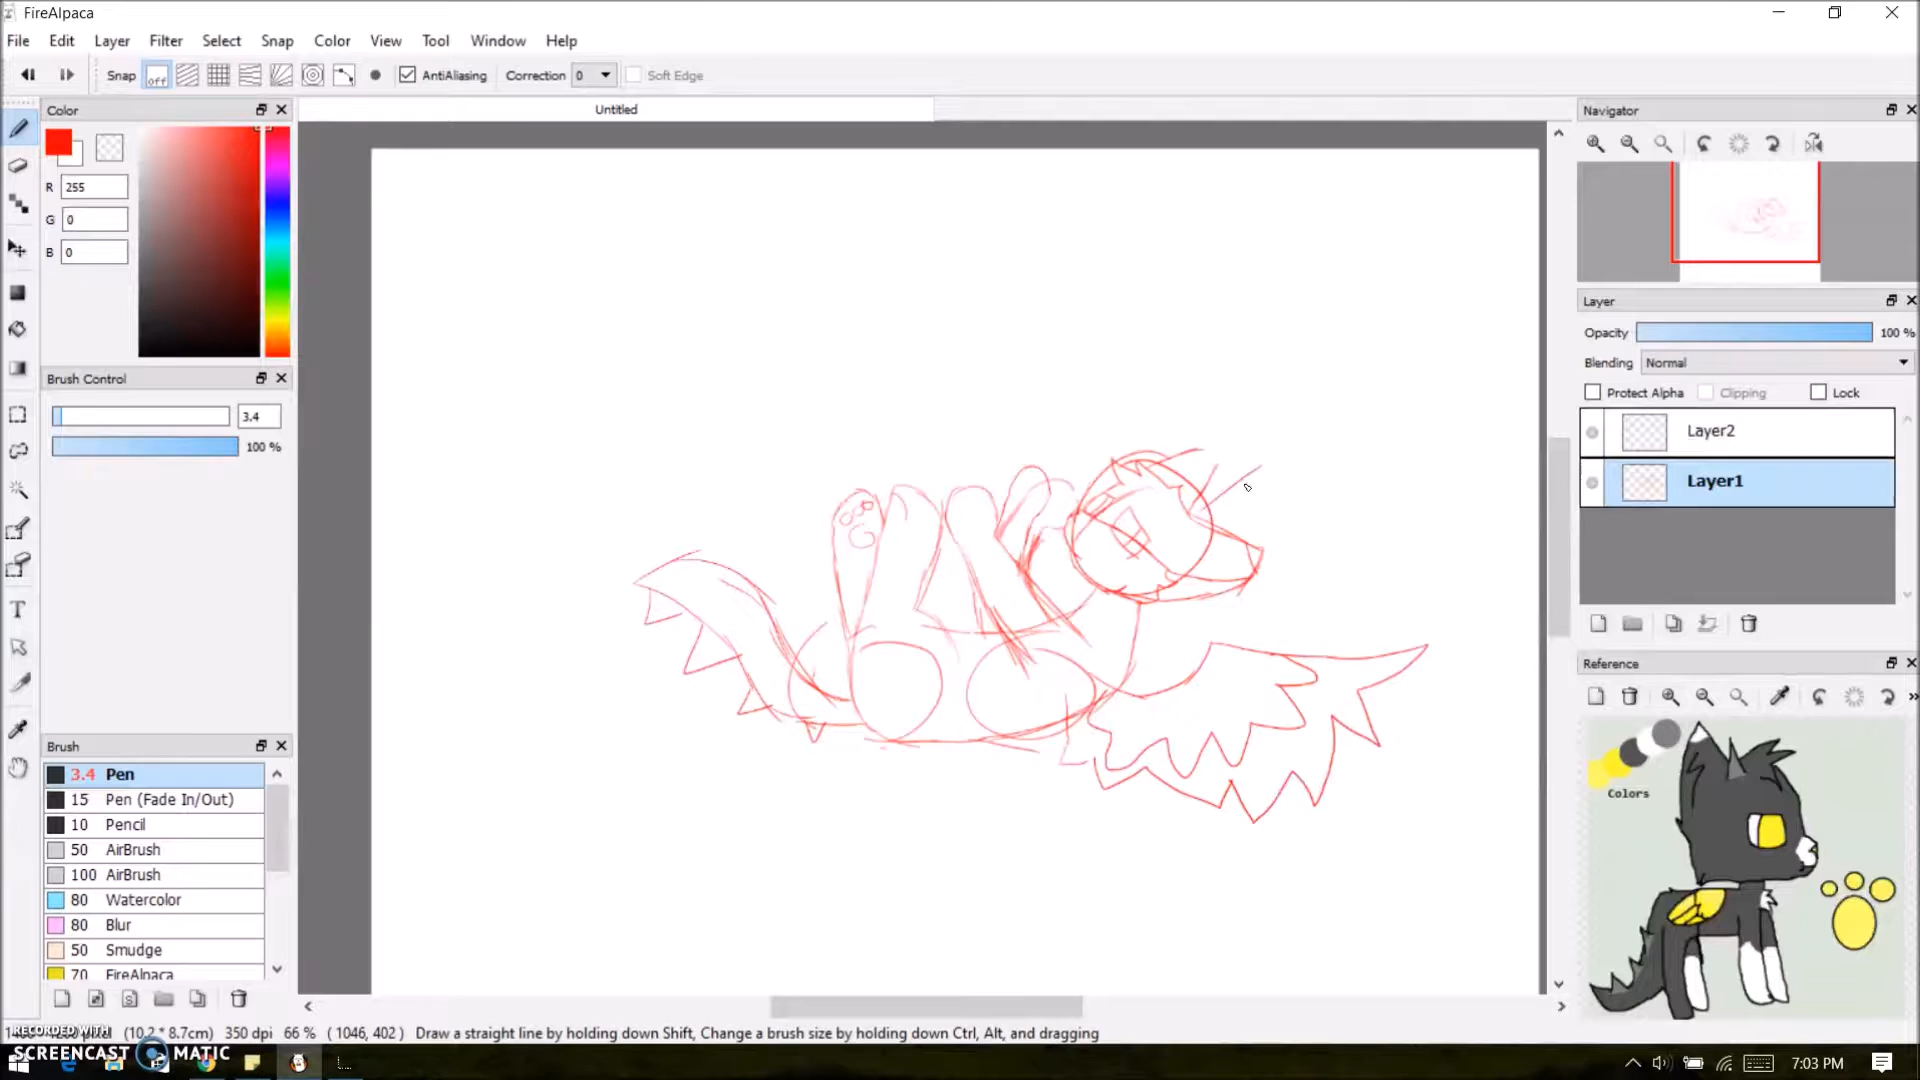 FireAlpaca
File Edit Layer Filter Select Snap Color View Tool Window Help
Snap off AntiAliasing Correction 0 Soft Edge
Color
Untitled
Navigator
R 255
G 0
B 0
Layer
Opacity 100 %
Blending Normal
Protect Alpha Clipping Lock
Brush Control
3.4
100 %
Layer2
Layer1
Reference
Colors
Brush
3.4 Pen
15 Pen (Fade In/Out)
10 Pencil
50 AirBrush
100 AirBrush
80 Watercolor
80 Blur
50 Smudge
70 FireAlpaca
(10.2 * 8.7cm) 350 dpi 66 % ( 1046, 402 ) Draw a straight line by holding down Shift, Change a brush size by holding down Ctrl, Alt, and dragging
RECORDED WITH
SCREENCAST MATIC
7:03 PM